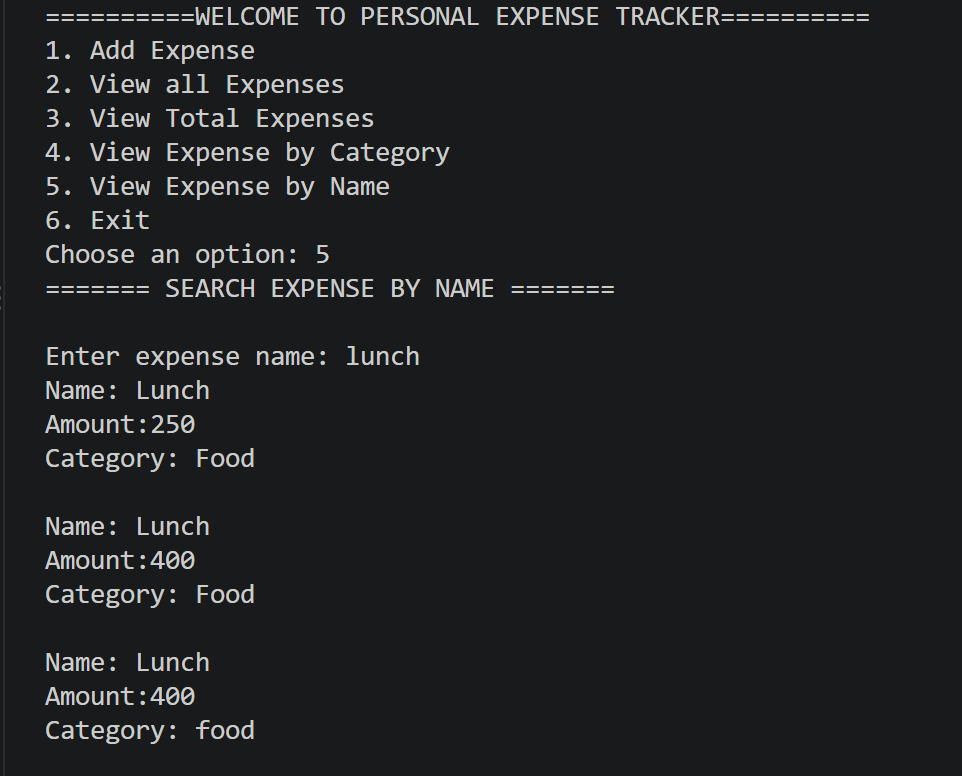 ==========WELCOME TO PERSONAL EXPENSE TRACKER==========
1. Add Expense
2. View all Expenses
3. View Total Expenses
4. View Expense by Category
5. View Expense by Name
6. Exit
Choose an option: 5
======= SEARCH EXPENSE BY NAME =======
Enter expense name: lunch
Name: Lunch
Amount:250
Category: Food
Name: Lunch
Amount:400
Category: Food
Name: Lunch
Amount:400
Category: food